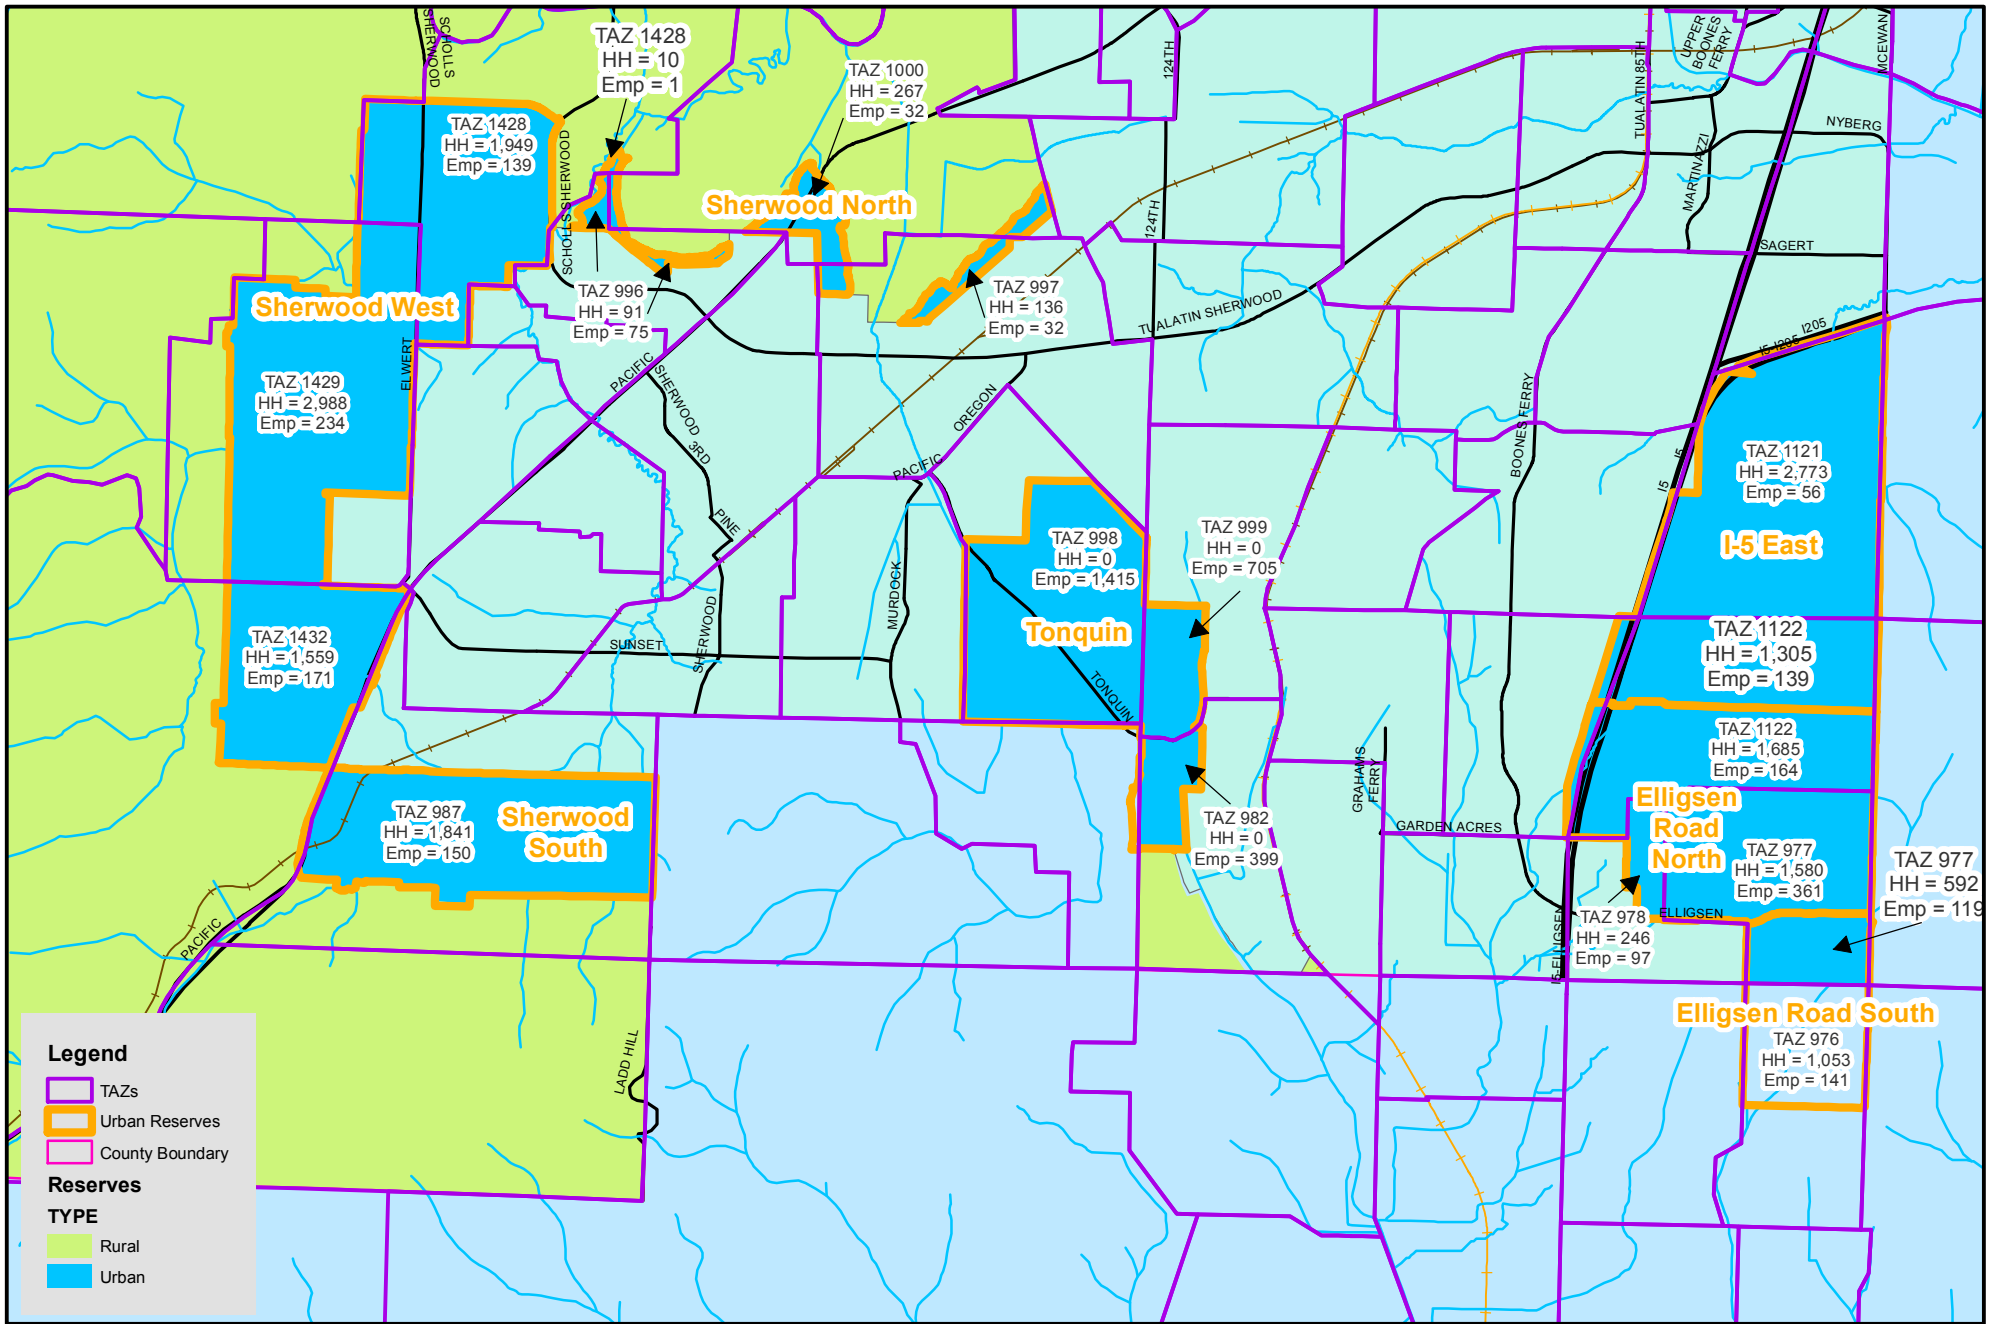 SCHOLLS
SHERWOOD
TAZ 1428
HH = 10
Emp = 1
TAZ 1000
HH = 267
Emp = 32
124TH
TUALATIN 85TH
UPPER
BOONES
FERRY
MCEWAN
TAZ 1428
HH = 1,949
Emp = 139
SCHOLLS SHERWOOD
Sherwood North
124TH
MARTINAZZI
NYBERG
SAGERT
TAZ 996
HH = 91
Emp = 75
TAZ 997
HH = 136
Emp = 32
TUALATIN SHERWOOD
Sherwood West
ELWERT
PACIFIC
SHERWOOD
3RD
OREGON
PACIFIC
PINE
BOONES FERRY
I205
I5-I205
I5
I5
TAZ 1429
HH = 2,988
Emp = 234
TAZ 1121
HH = 2,773
Emp = 56
I-5 East
TAZ 998
HH = 0
Emp = 1,415
TAZ 999
HH = 0
Emp = 705
MURDOCK
Tonquin
TONQUIN
TAZ 1432
HH = 1,559
Emp = 171
SUNSET
SHERWOOD
TAZ 1122
HH = 1,305
Emp = 139
TAZ 1122
HH = 1,685
Emp = 164
GRAHAMS
FERRY
GARDEN ACRES
TAZ 987
HH = 1,841
Emp = 150
Sherwood
South
TAZ 982
HH = 0
Emp = 399
Elligsen
Road
North
TAZ 977
HH = 1,580
Emp = 361
TAZ 977
HH = 592
Emp = 119
TAZ 978
HH = 246
Emp = 97
ELLIGSEN
I5-ELLIGSEN
PACIFIC
Elligsen Road South
TAZ 976
HH = 1,053
Emp = 141
LADD HILL
Legend
TAZs
Urban Reserves
County Boundary
Reserves
TYPE
Rural
Urban